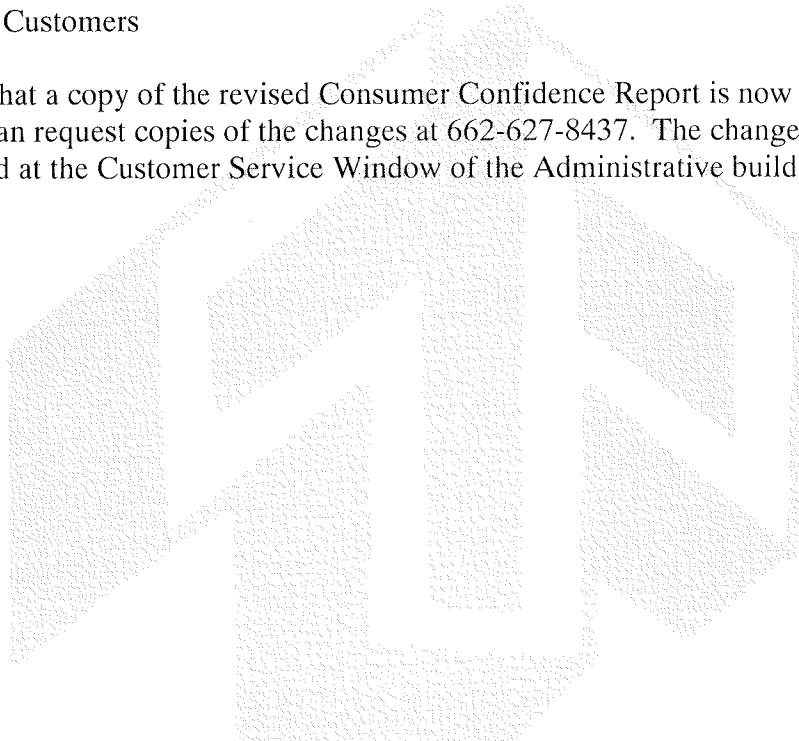 Customers
hat a copy of the revised Consumer Confidence Report is now
an request copies of the changes at 662-627-8437. The change
d at the Customer Service Window of the Administrative build